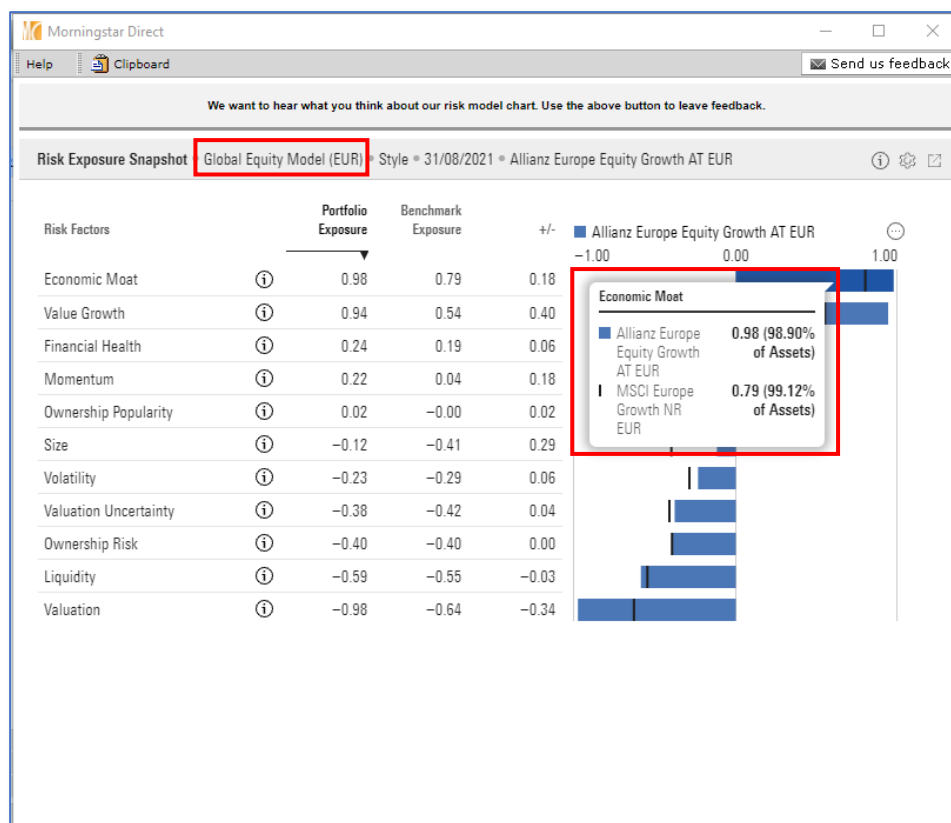 Morningstar Direct
Help Clipboard Send us feedback
We want to hear what you think about our risk model chart. Use the above button to leave feedback.
Risk Exposure Snapshot • Global Equity Model (EUR) • Style • 31/08/2021 • Allianz Europe Equity Growth AT EUR
Portfolio Benchmark
Risk Factors Exposure Exposure +/- Allianz Europe Equity Growth AT EUR
−1.00 0.00 1.00
Economic Moat 0.98 0.79 0.18
Value Growth 0.94 0.54 0.40
Financial Health 0.24 0.19 0.06
Momentum 0.22 0.04 0.18
Ownership Popularity 0.02 −0.00 0.02
Size −0.12 −0.41 0.29
Volatility −0.23 −0.29 0.06
Valuation Uncertainty −0.38 −0.42 0.04
Ownership Risk −0.40 −0.40 0.00
Liquidity −0.59 −0.55 −0.03
Valuation −0.98 −0.64 −0.34
Economic Moat
Allianz Europe 0.98 (98.90%
Equity Growth of Assets)
AT EUR
MSCI Europe 0.79 (99.12%
Growth NR of Assets)
EUR